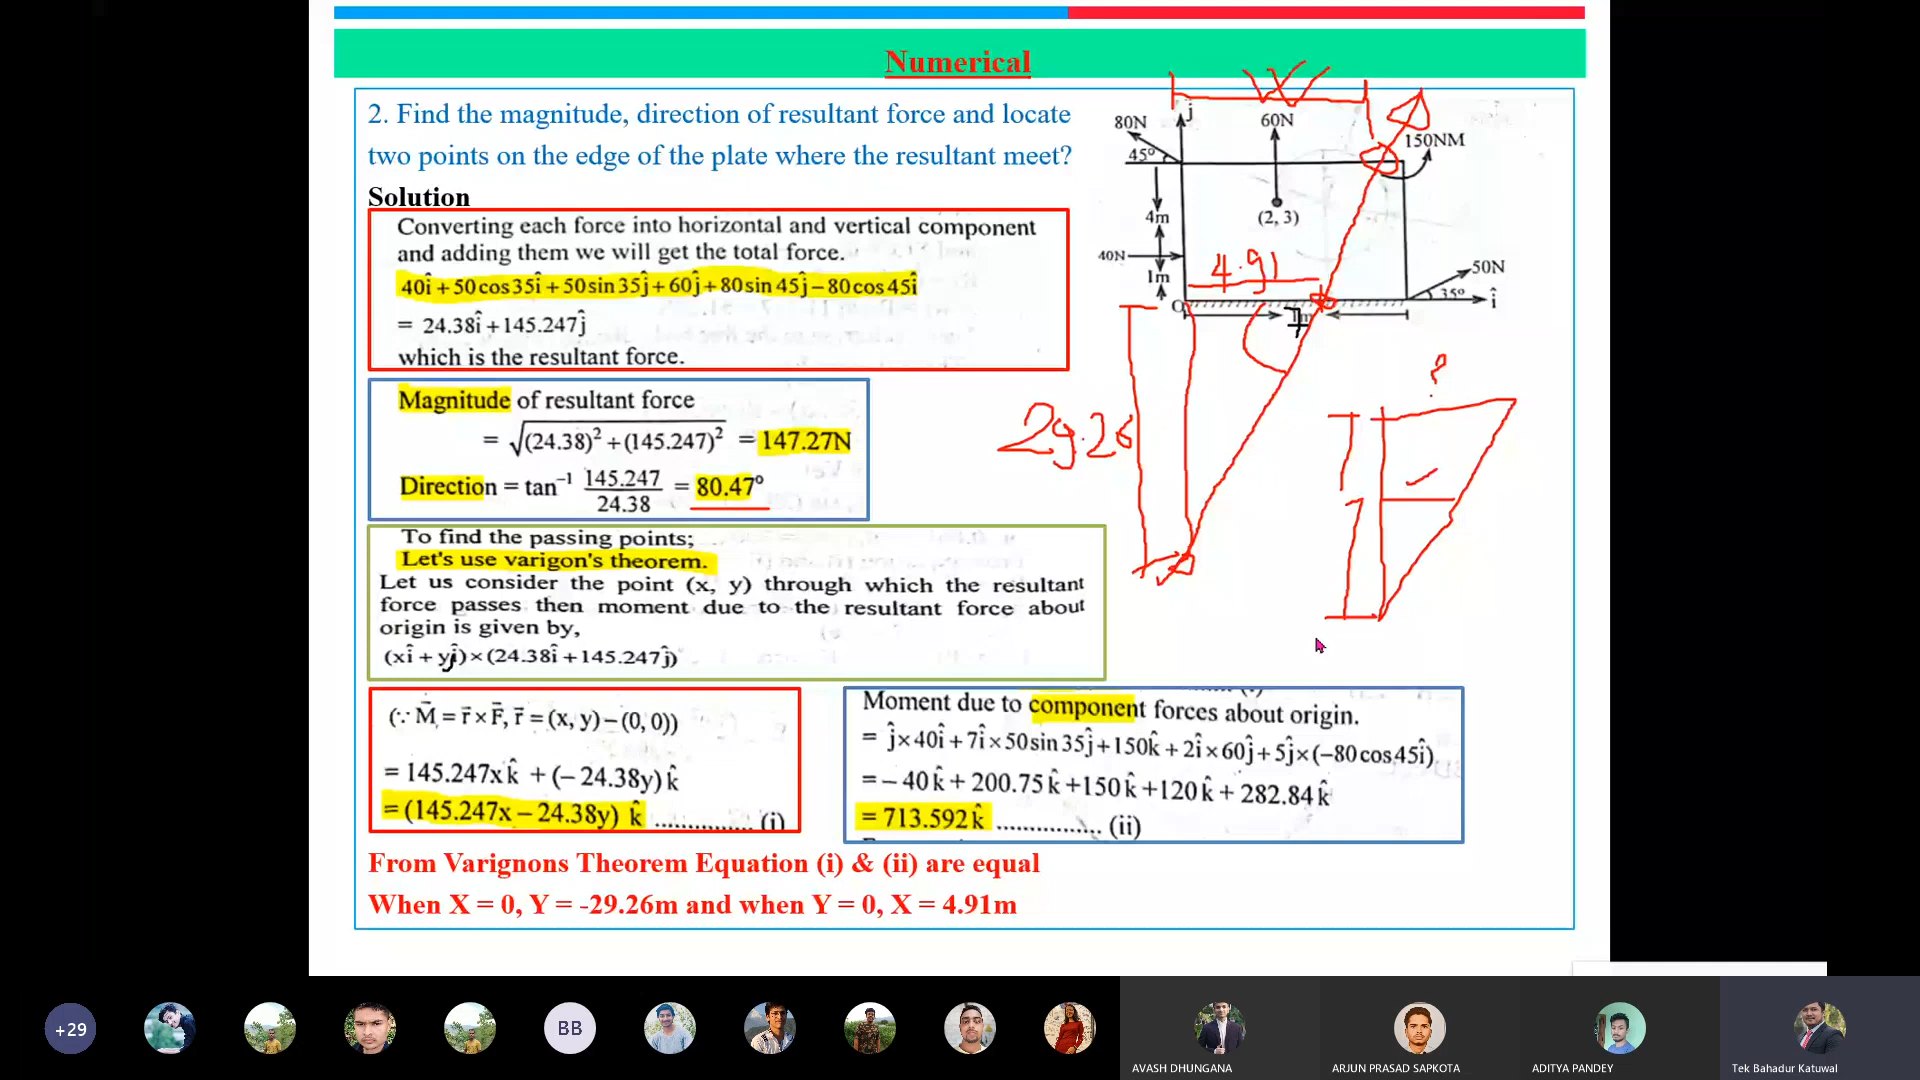 Numerical
2. Find the magnitude, direction of resultant force and locate
two points on the edge of the plate where the resultant meet?
Solution
Converting each force into horizontal and vertical component
and adding them we will get the total force.
40î + 50cos35î + 50sin35ĵ + 60ĵ + 80sin45ĵ − 80cos45î
= 24.38î + 145.247ĵ
which is the resultant force.
Magnitude of resultant force
= √(24.38)² + (145.247)² = 147.27N
Direction = tan⁻¹ 145.247/24.38 = 80.47°
To find the passing points;
Let's use varigon's theorem.
Let us consider the point (x, y) through which the resultant
force passes then moment due to the resultant force about
origin is given by,
(xî + yĵ)×(24.38î + 145.247ĵ)
(∵ M⃗ = r⃗ × F⃗, r⃗ = (x, y) – (0, 0))
= 145.247x k̂ + (– 24.38y) k̂
= (145.247x – 24.38y) k̂ ............... (i)
Moment due to component forces about origin.
= ĵ×40î + 7î×50sin35ĵ + 150k̂ + 2î×60ĵ + 5ĵ×(−80cos45î)
= − 40k̂ + 200.75k̂ + 150k̂ + 120k̂ + 282.84k̂
= 713.592k̂ ................ (ii)
From Varignons Theorem Equation (i) & (ii) are equal
When X = 0, Y = -29.26m and when Y = 0, X = 4.91m
80N
ĵ
60N
150NM
45°
4m
(2, 3)
40N
4.91
1m
50N
35°
î
O
7m
29.26
?
+29
BB
AVASH DHUNGANA
ARJUN PRASAD SAPKOTA
ADITYA PANDEY
Tek Bahadur Katuwal